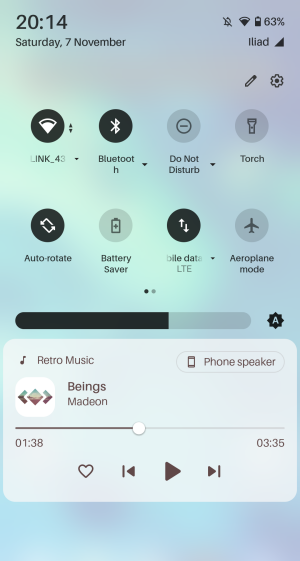 20:14
63%
Saturday, 7 November
Iliad
LINK_43
Bluetoot
h
Do Not
Disturb
Torch
Auto-rotate
Battery
Saver
bile data
LTE
Aeroplane
mode
A
Retro Music
Phone speaker
Beings
Madeon
01:38
03:35